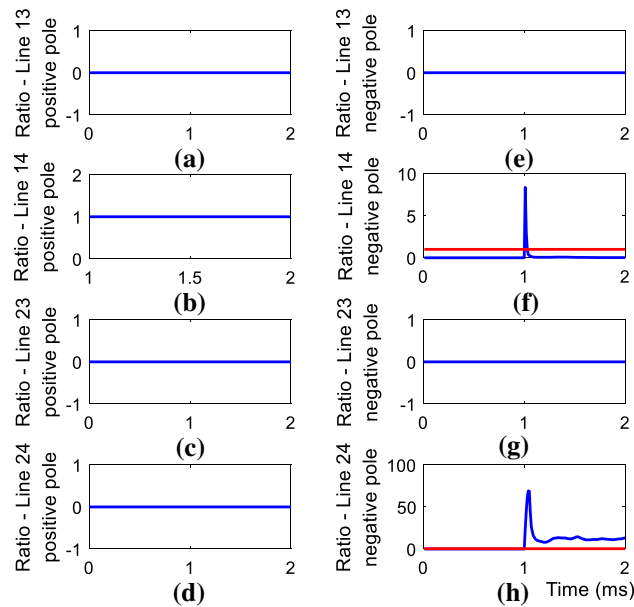 Ratio - Line 13
positive pole
1
0
-1
0
1
2
(a)
Ratio - Line 13
negative pole
1
0
-1
0
1
2
(e)
Ratio - Line 14
positive pole
2
1
0
1
1.5
2
(b)
Ratio - Line 14
negative pole
10
5
0
0
1
2
(f)
Ratio - Line 23
positive pole
1
0
-1
0
1
2
(c)
Ratio - Line 23
negative pole
1
0
-1
0
1
2
(g)
Ratio - Line 24
positive pole
1
0
-1
0
1
2
(d)
Ratio - Line 24
negative pole
100
50
0
0
1
2
(h)
Time (ms)